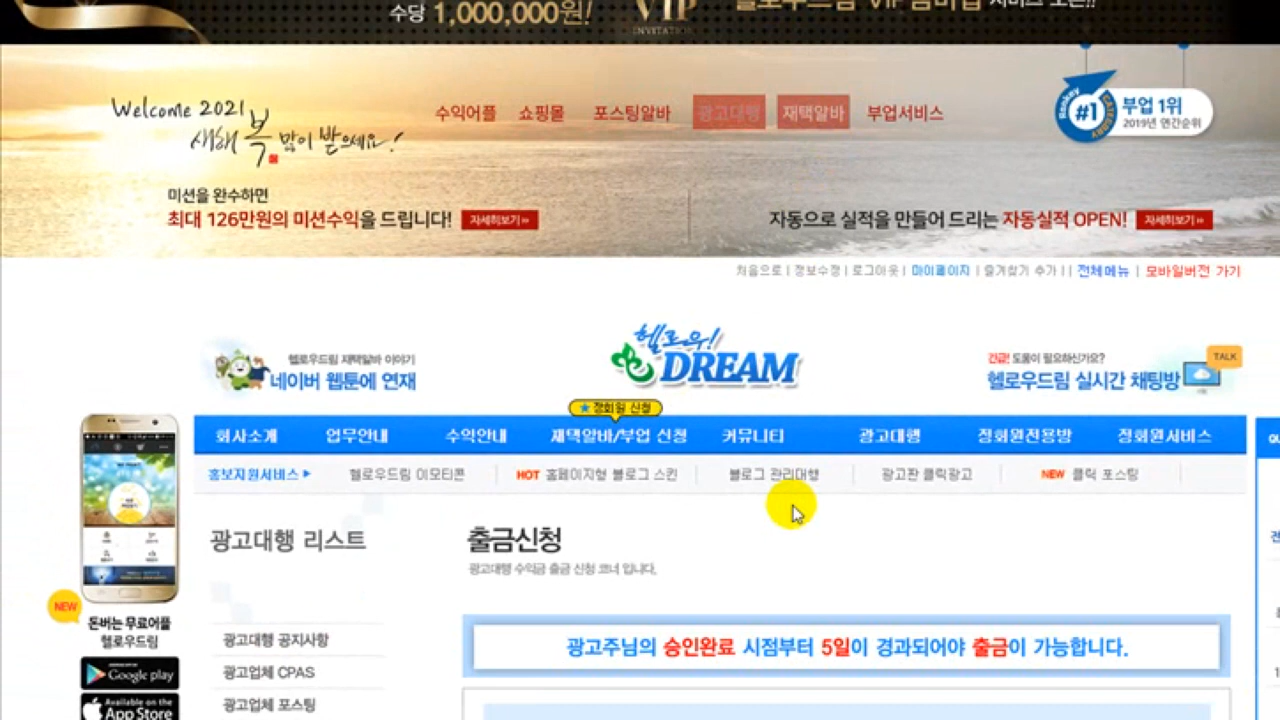 수당 1,000,000원!
VIP
INVITATION
헬로우드림 VIP멤버십 서비스 오픈!!
Welcome 2021
새해 복 많이 받으세요!
수익어플 쇼핑몰 포스팅알바 광고대행 재택알바 부업서비스
Rankey
#1
CATEGORY
부업 1위
2019년 연간순위
미션을 완수하면
최대 126만원의 미션수익을 드립니다! 자세히보기››
자동으로 실적을 만들어 드리는 자동실적 OPEN! 자세히보기››
처음으로 | 정보수정 | 로그아웃 | 마이페이지 | 즐겨찾기 추가 | | 전체메뉴 | 모바일버전 가기
헬로우드림 재택알바 이야기
네이버 웹툰에 연재
헬로우!
DREAM
긴급! 도움이 필요하신가요?
헬로우드림 실시간 채팅방
TALK
★ 정회원 신청
회사소개 업무안내 수익안내 재택알바/부업 신청 커뮤니티 광고대행 정회원전용방 정회원서비스
홍보지원서비스 ▶ 헬로우드림 이모티콘 HOT 홈페이지형 블로그 스킨 블로그 관리대행 광고판 클릭광고 NEW 클릭 포스팅
광고대행 리스트
출금신청
광고대행 수익금 출금 신청 코너 입니다.
NEW
돈버는 무료어플
헬로우드림
Google play
Available on the
App Store
광고대행 공지사항
광고업체 CPAS
광고업체 포스팅
광고주님의 승인완료 시점부터 5일이 경과되어야 출금이 가능합니다.